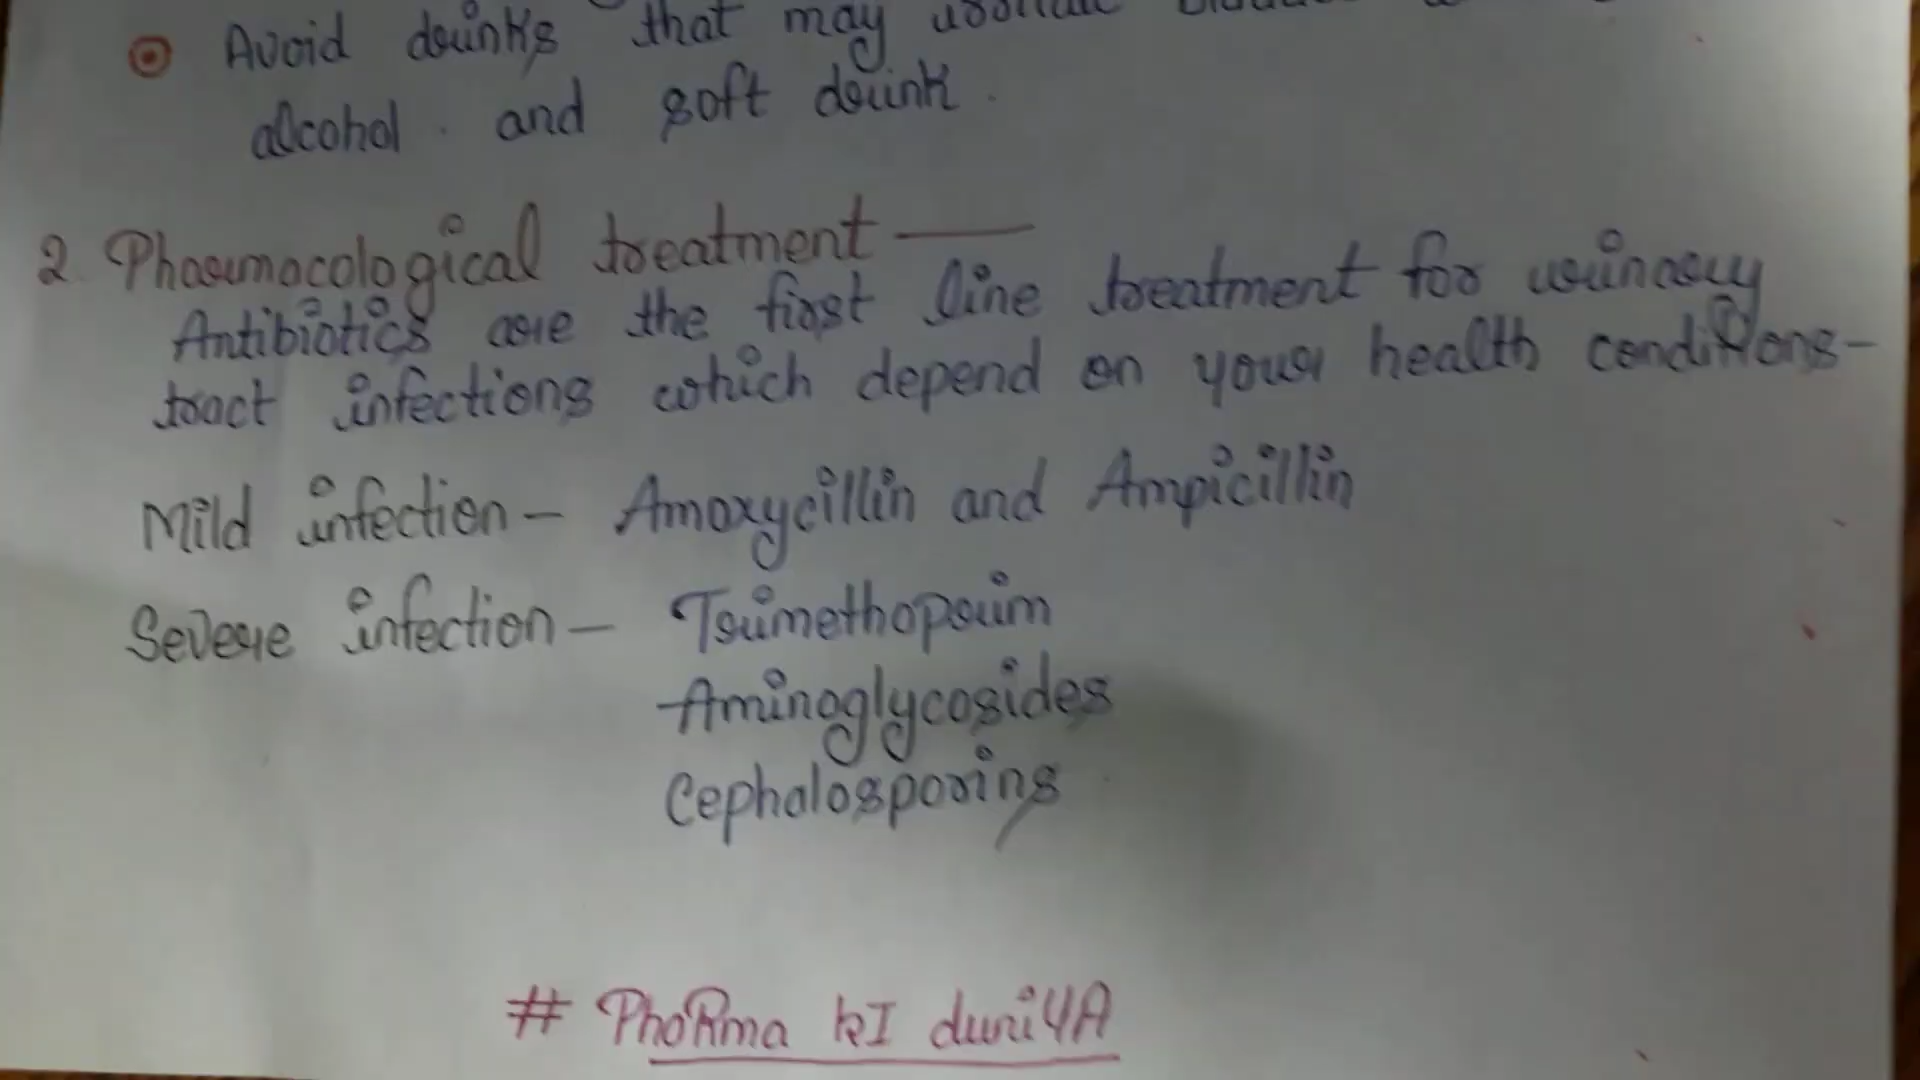 Avoid drinks that may
alcohol and soft drink.
2. Pharmacological treatment —
Antibiotics are the first line treatment for urinary
tract infections which depend on your health conditions-
Mild infection - Amoxycillin and Ampicillin
Severe infection - Trimethoprim
Aminoglycosides
Cephalosporins
# PhaRma kI duniyA